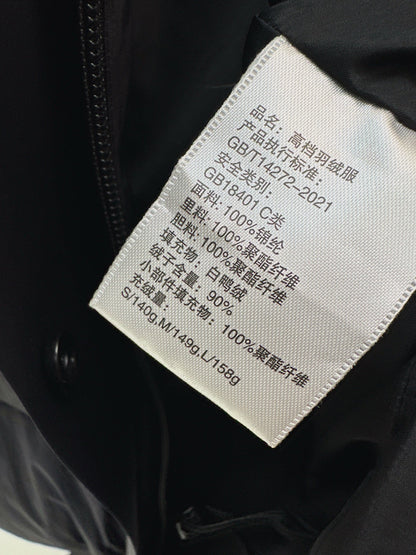 品名：高档羽绒服
产品执行标准：
GB/T14272-2021
安全类别：
GB18401 C类
面料：100%锦纶
里料：100%聚酯纤维
胆料：100%聚酯纤维
填充物：白鸭绒
绒子含量：90%
小部件填充物：100%聚酯纤维
充绒量：
S/140g,M/149g,L/158g